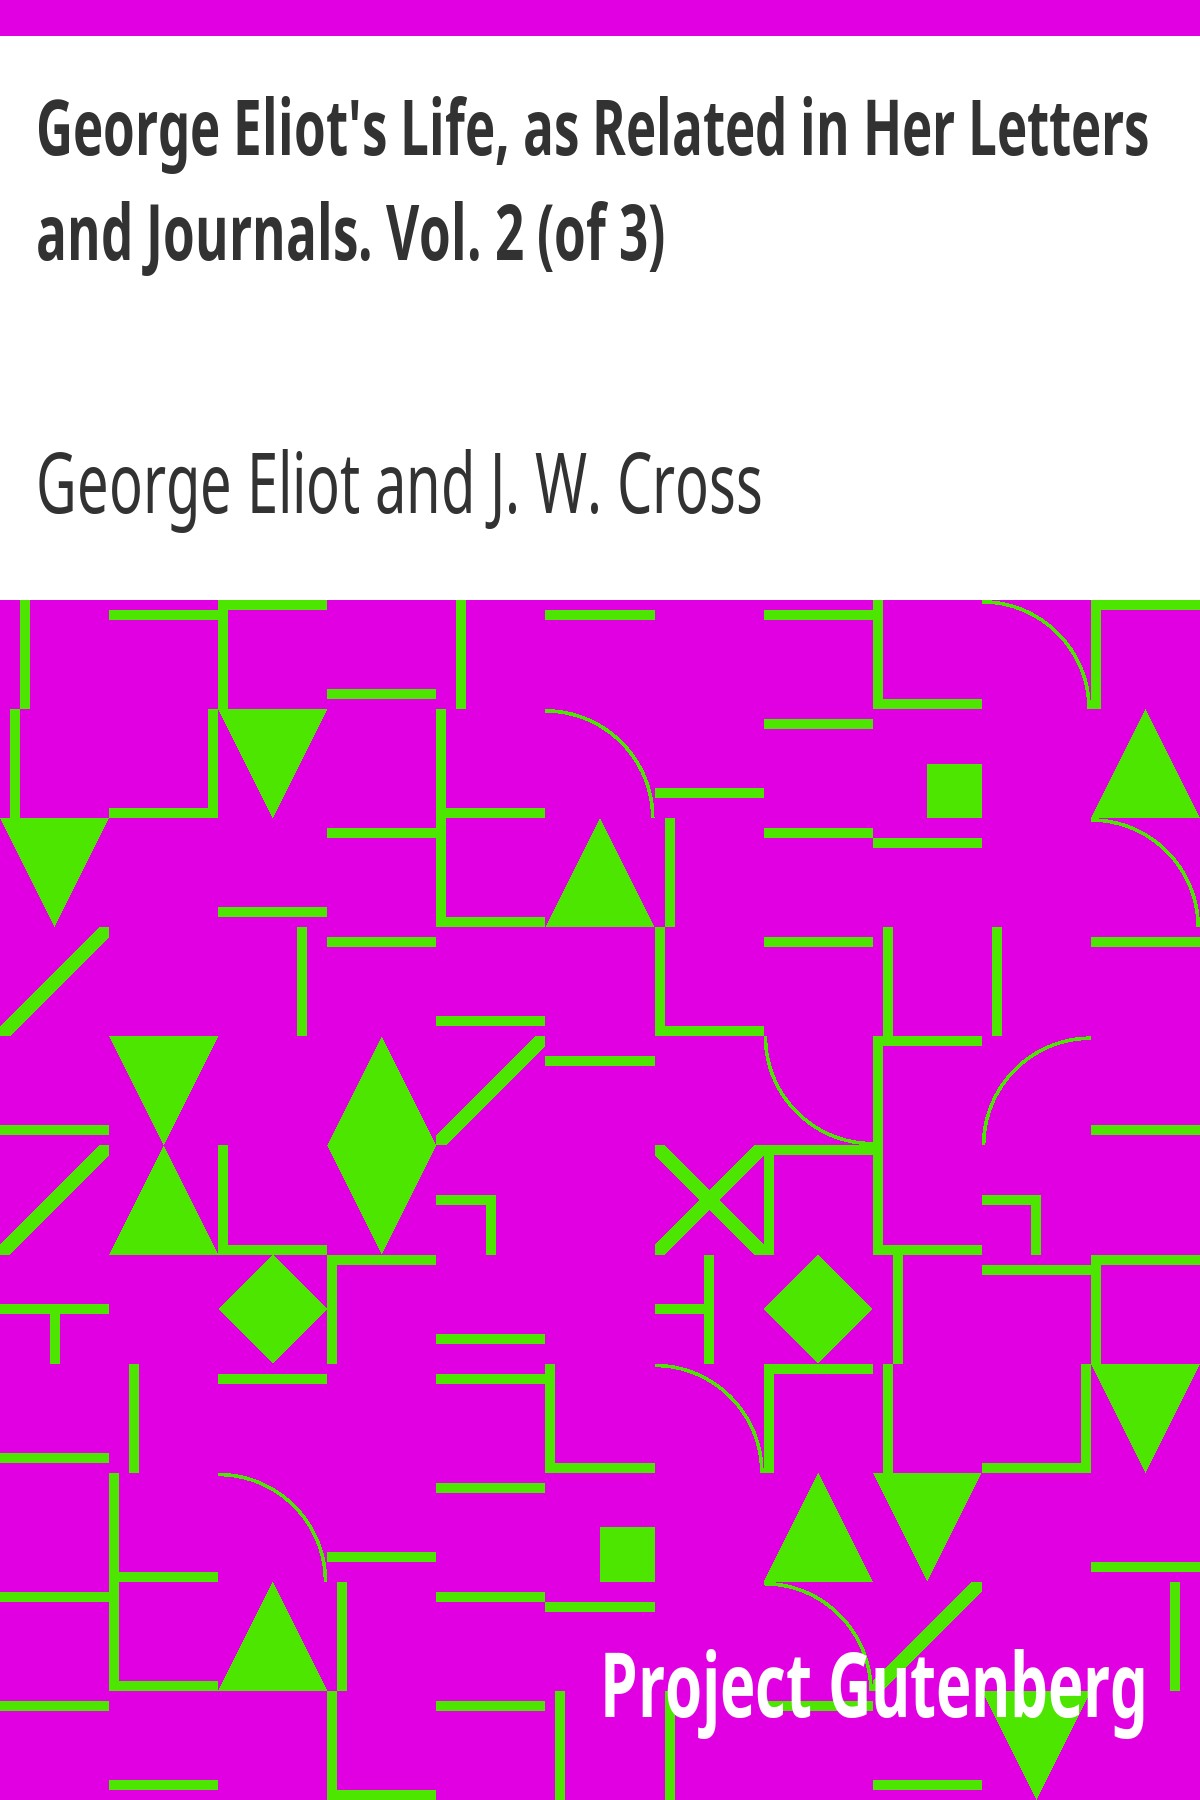 George Eliot's Life, as Related in Her Letters
and Journals. Vol. 2 (of 3)
George Eliot and J. W. Cross
Project Gutenberg